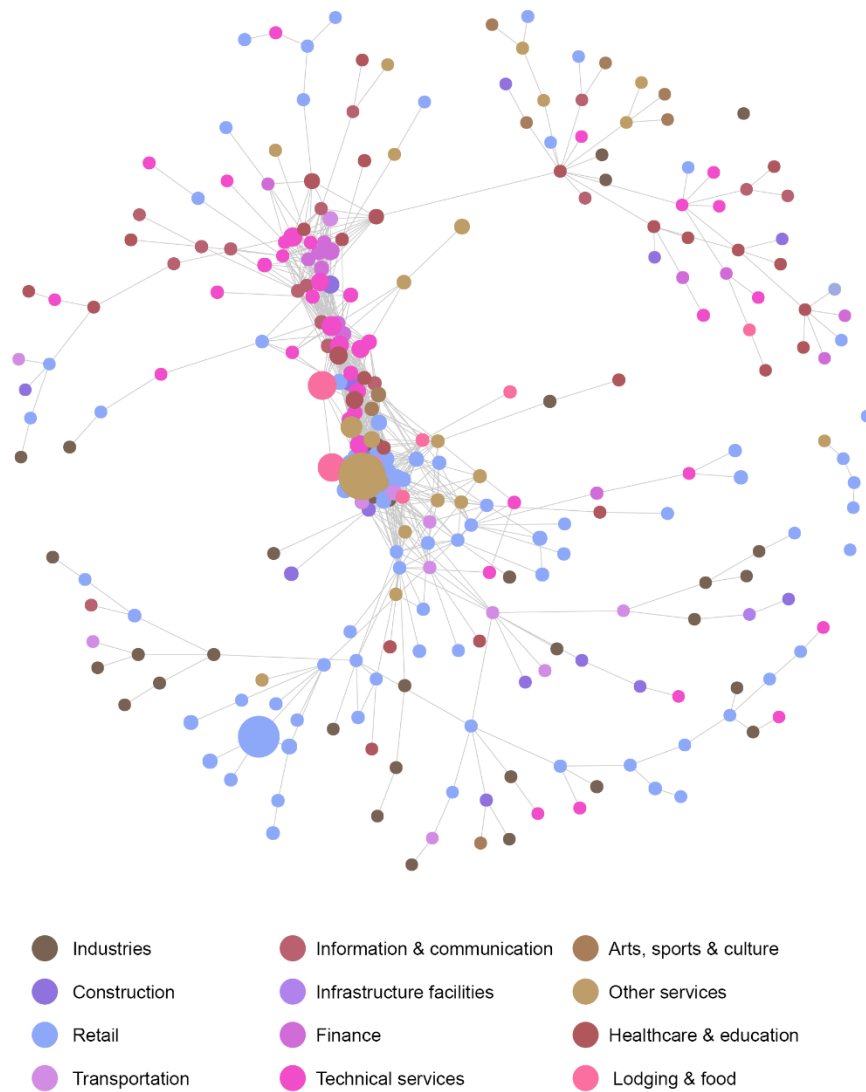 Industries
Information & communication
Arts, sports & culture
Construction
Infrastructure facilities
Other services
Retail
Finance
Healthcare & education
Transportation
Technical services
Lodging & food